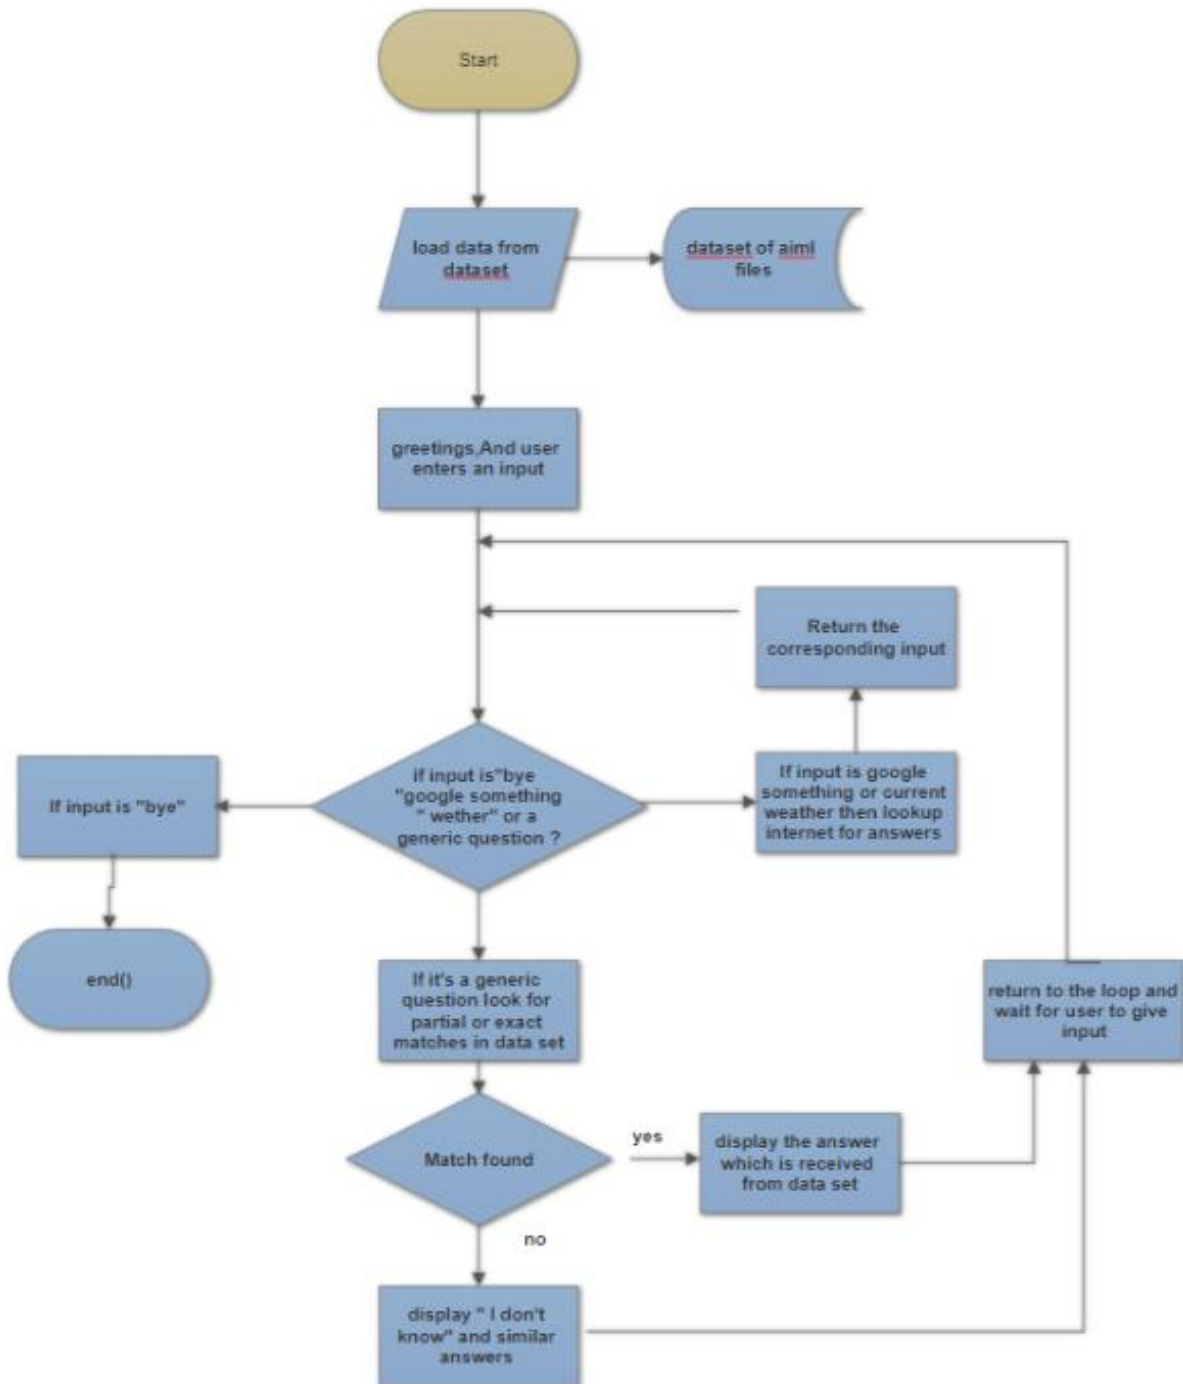 Start
load data from
dataset
dataset of aiml
files
greetings,And user
enters an input
Return the
corresponding input
if input is"bye
"google something
" wether" or a
generic question ?
If input is "bye"
If input is google
something or current
weather then lookup
internet for answers
end()
If it's a generic
question look for
partial or exact
matches in data set
return to the loop and
wait for user to give
input
Match found
yes
display the answer
which is received
from data set
no
display " I don't
know" and similar
answers